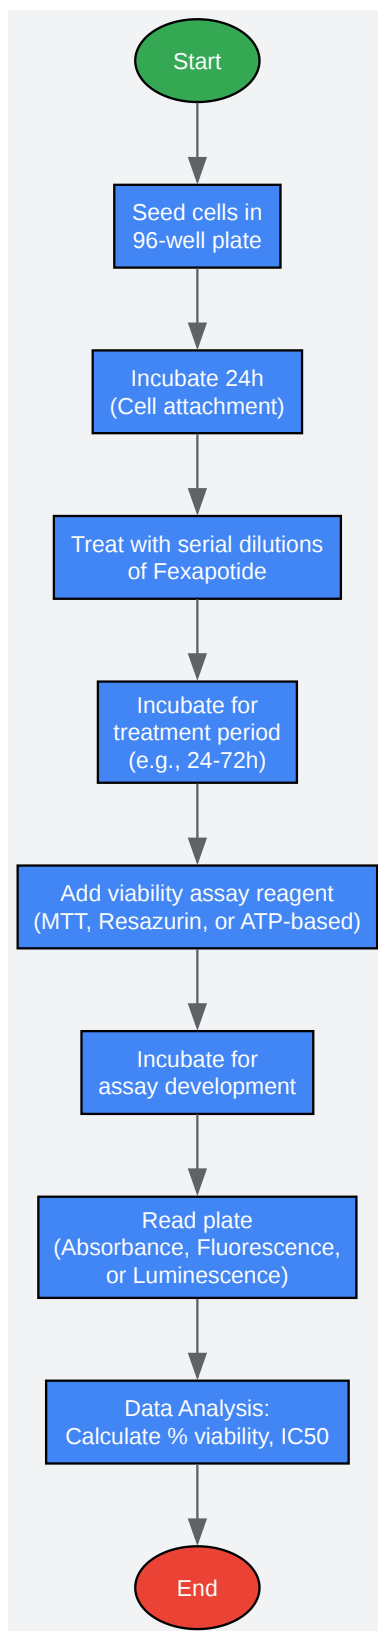 Start
Seed cells in
96-well plate
Incubate 24h
(Cell attachment)
Treat with serial dilutions
of Fexapotide
Incubate for
treatment period
(e.g., 24-72h)
Add viability assay reagent
(MTT, Resazurin, or ATP-based)
Incubate for
assay development
Read plate
(Absorbance, Fluorescence,
or Luminescence)
Data Analysis:
Calculate % viability, IC50
End